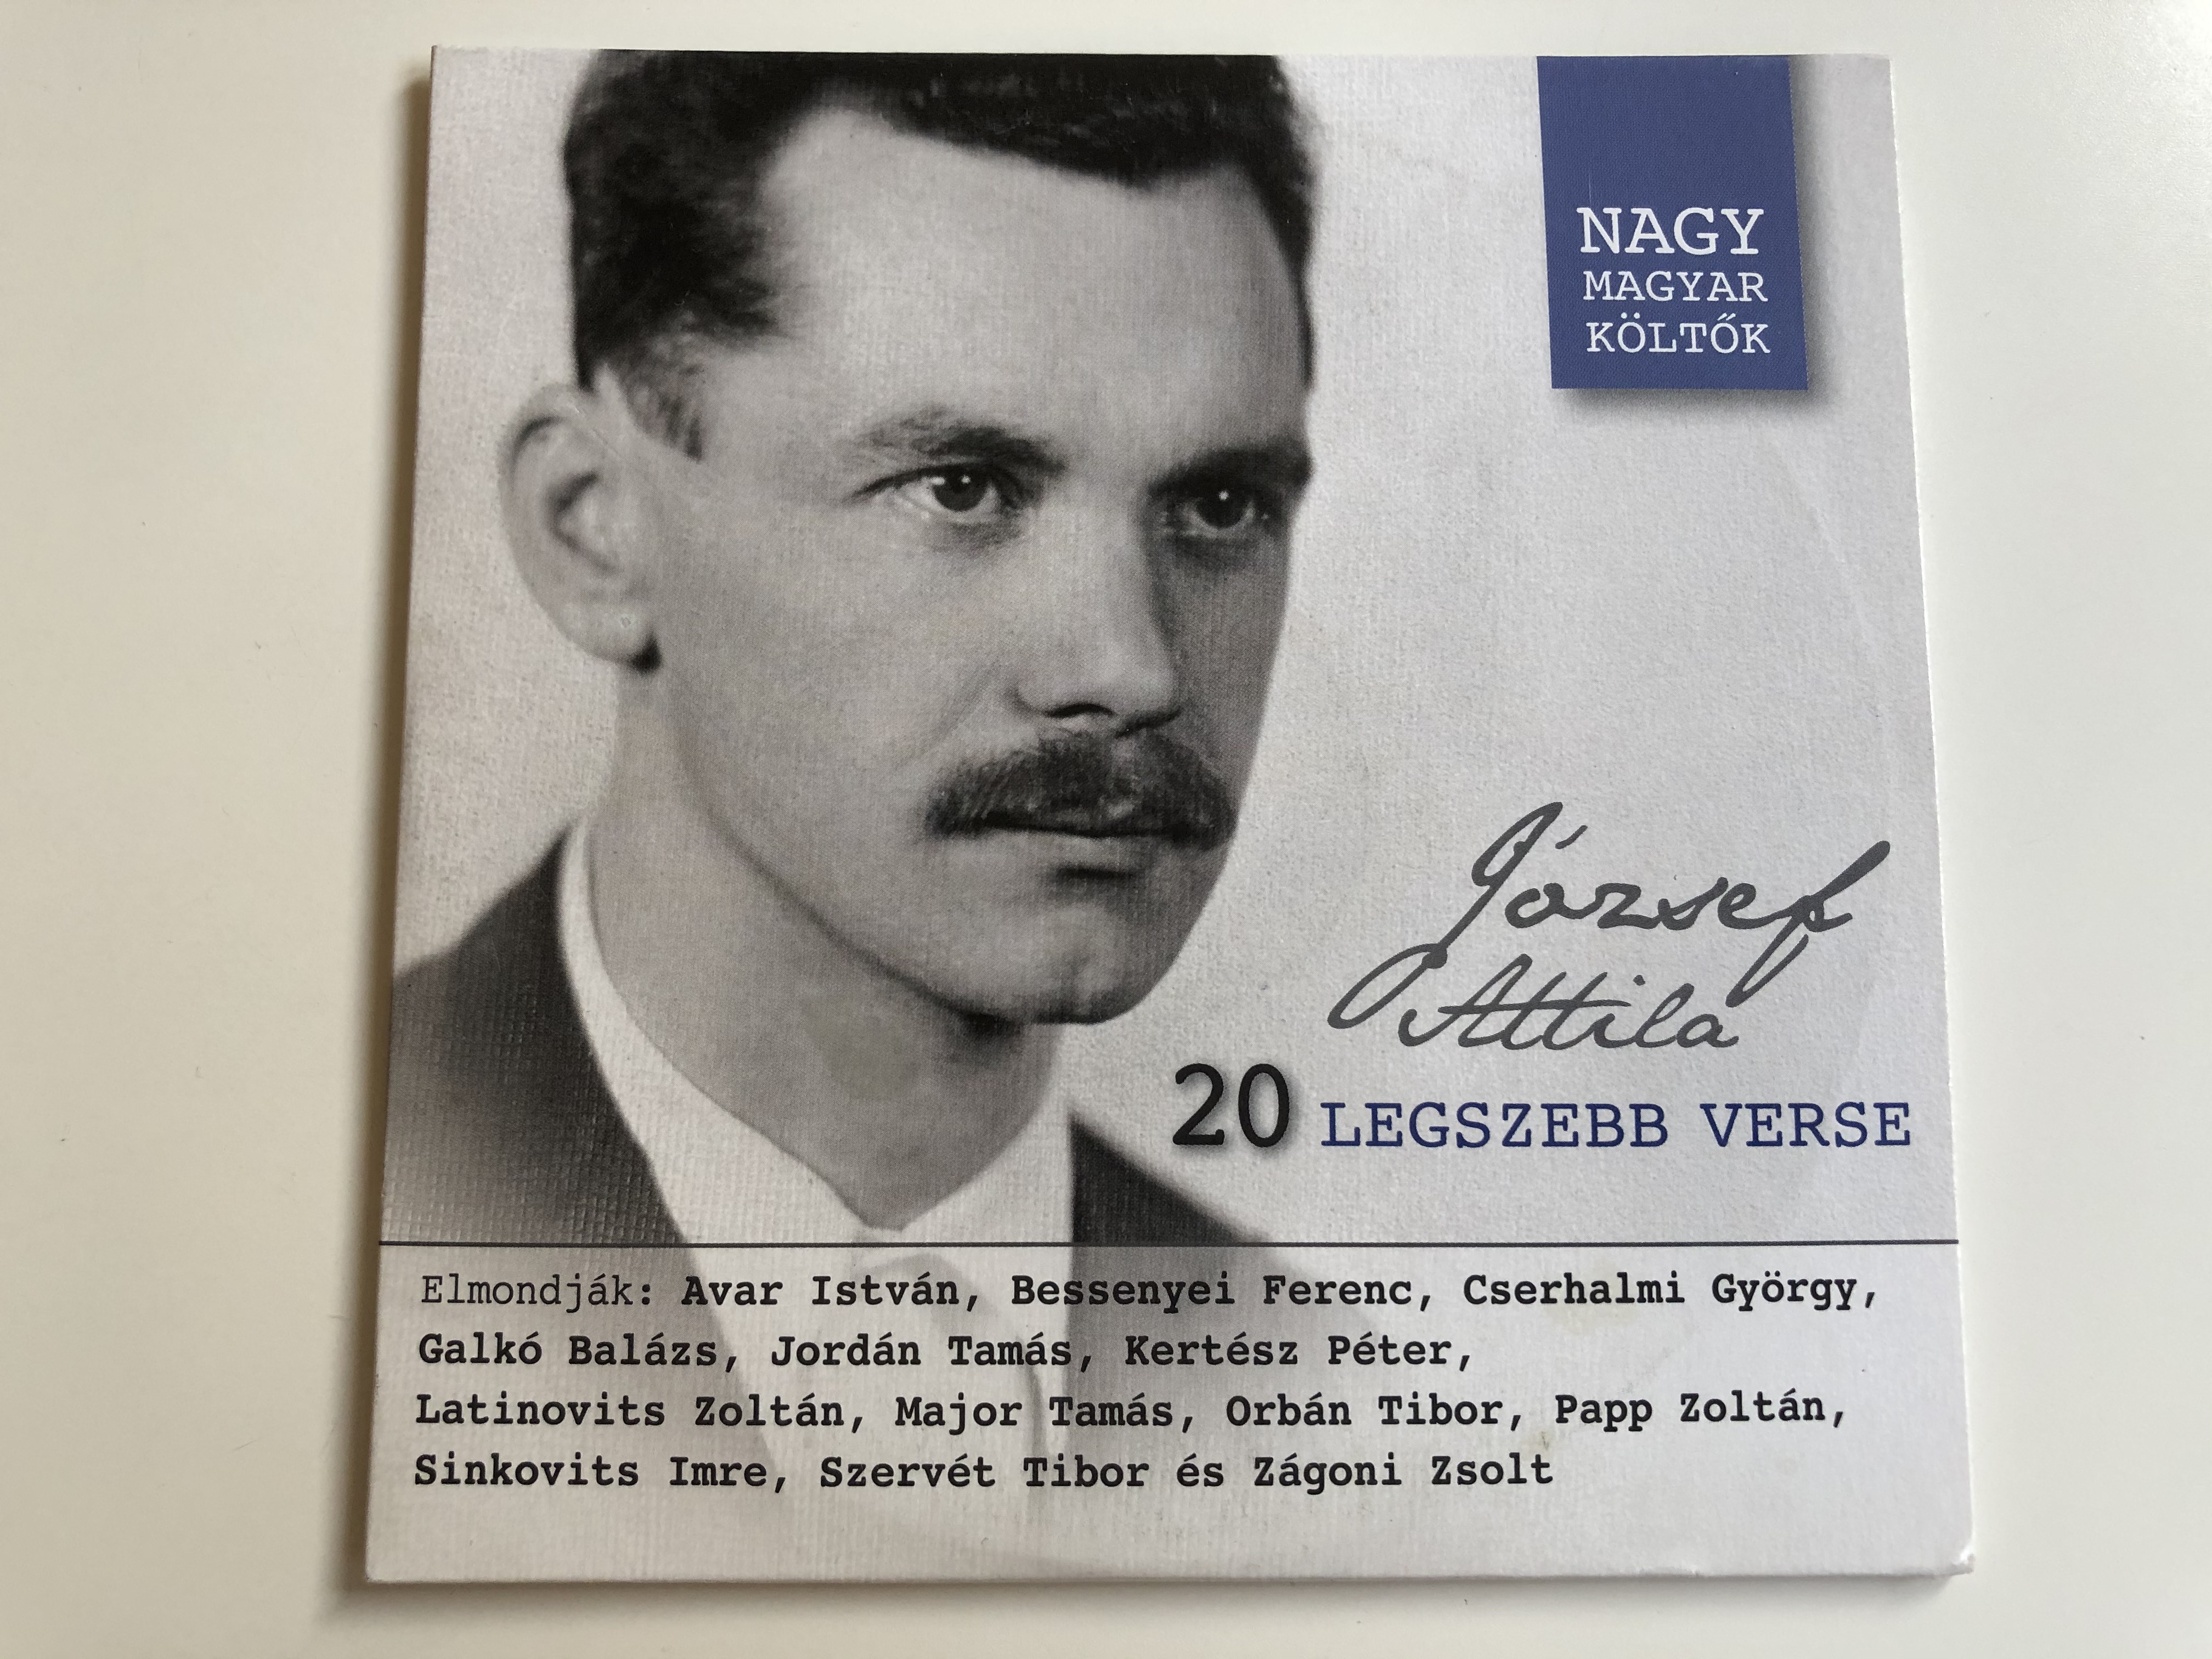 NAGY
MAGYAR
KÖLTŐK
József
Attila
20 LEGSZEBB VERSE
Elmondják: Avar István, Bessenyei Ferenc, Cserhalmi György,
Galkó Balázs, Jordán Tamás, Kertész Péter,
Latinovits Zoltán, Major Tamás, Orbán Tibor, Papp Zoltán,
Sinkovits Imre, Szervét Tibor és Zágoni Zsolt